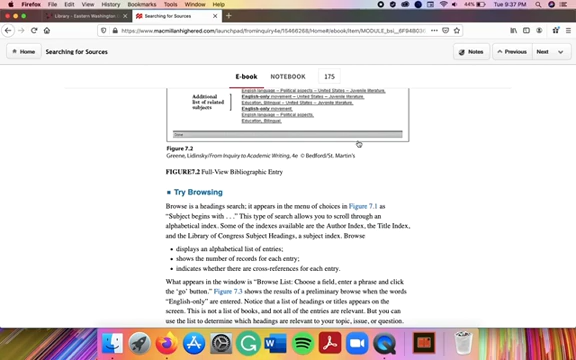 Firefox File Edit View History Bookmarks Tools Window Help
44% Tue 9:37 PM
Library - Eastern Washington
Searching for Sources
https://www.macmillanhighered.com/launchpad/frominquiry4e/15466268/Home#/ebook/item/MODULE_bsi_
Home
Searching for Sources
Notes
Previous
Next
E-book
NOTEBOOK
175
English language – Political aspects – United States – Juvenile literature.
Additional
list of related
subjects
English-only movement – United States – Juvenile literature.
Education, Bilingual – United States – Juvenile literature.
English-only movement.
English language – Political aspects.
Education, Bilingual.
Figure 7.2
Greene, Lidinsky/From Inquiry to Academic Writing, 4e © Bedford/St. Martin's
FIGURE7.2 Full-View Bibliographic Entry
Try Browsing
Browse is a headings search; it appears in the menu of choices in Figure 7.1 as
"Subject begins with . . ." This type of search allows you to scroll through an
alphabetical index. Some of the indexes available are the Author Index, the Title Index,
and the Library of Congress Subject Headings, a subject index. Browse
• displays an alphabetical list of entries;
• shows the number of records for each entry;
• indicates whether there are cross-references for each entry.
What appears in the window is "Browse List: Choose a field, enter a phrase and click
the 'go' button." Figure 7.3 shows the results of a preliminary browse when the words
"English-only" are entered. Notice that a list of headings or titles appears on the
screen. This is not a list of books, and not all of the entries are relevant. But you can
use the list to determine which headings are relevant to your topic, issue, or question.